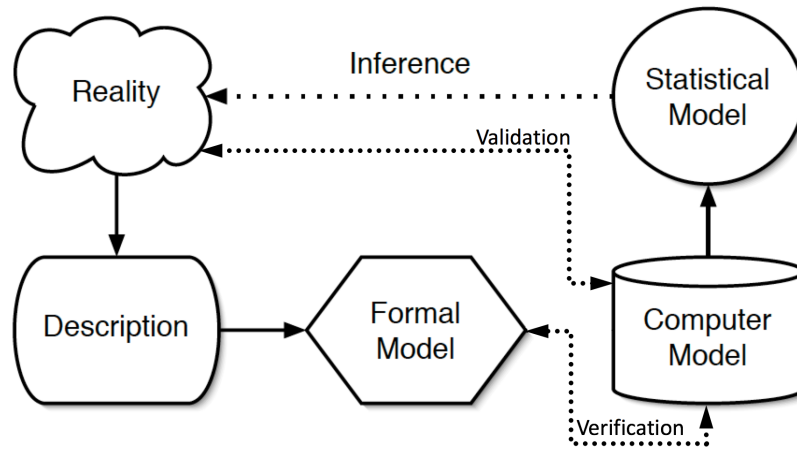 Reality
Inference
Statistical
Model
Validation
Description
Formal
Model
Computer
Model
Verification